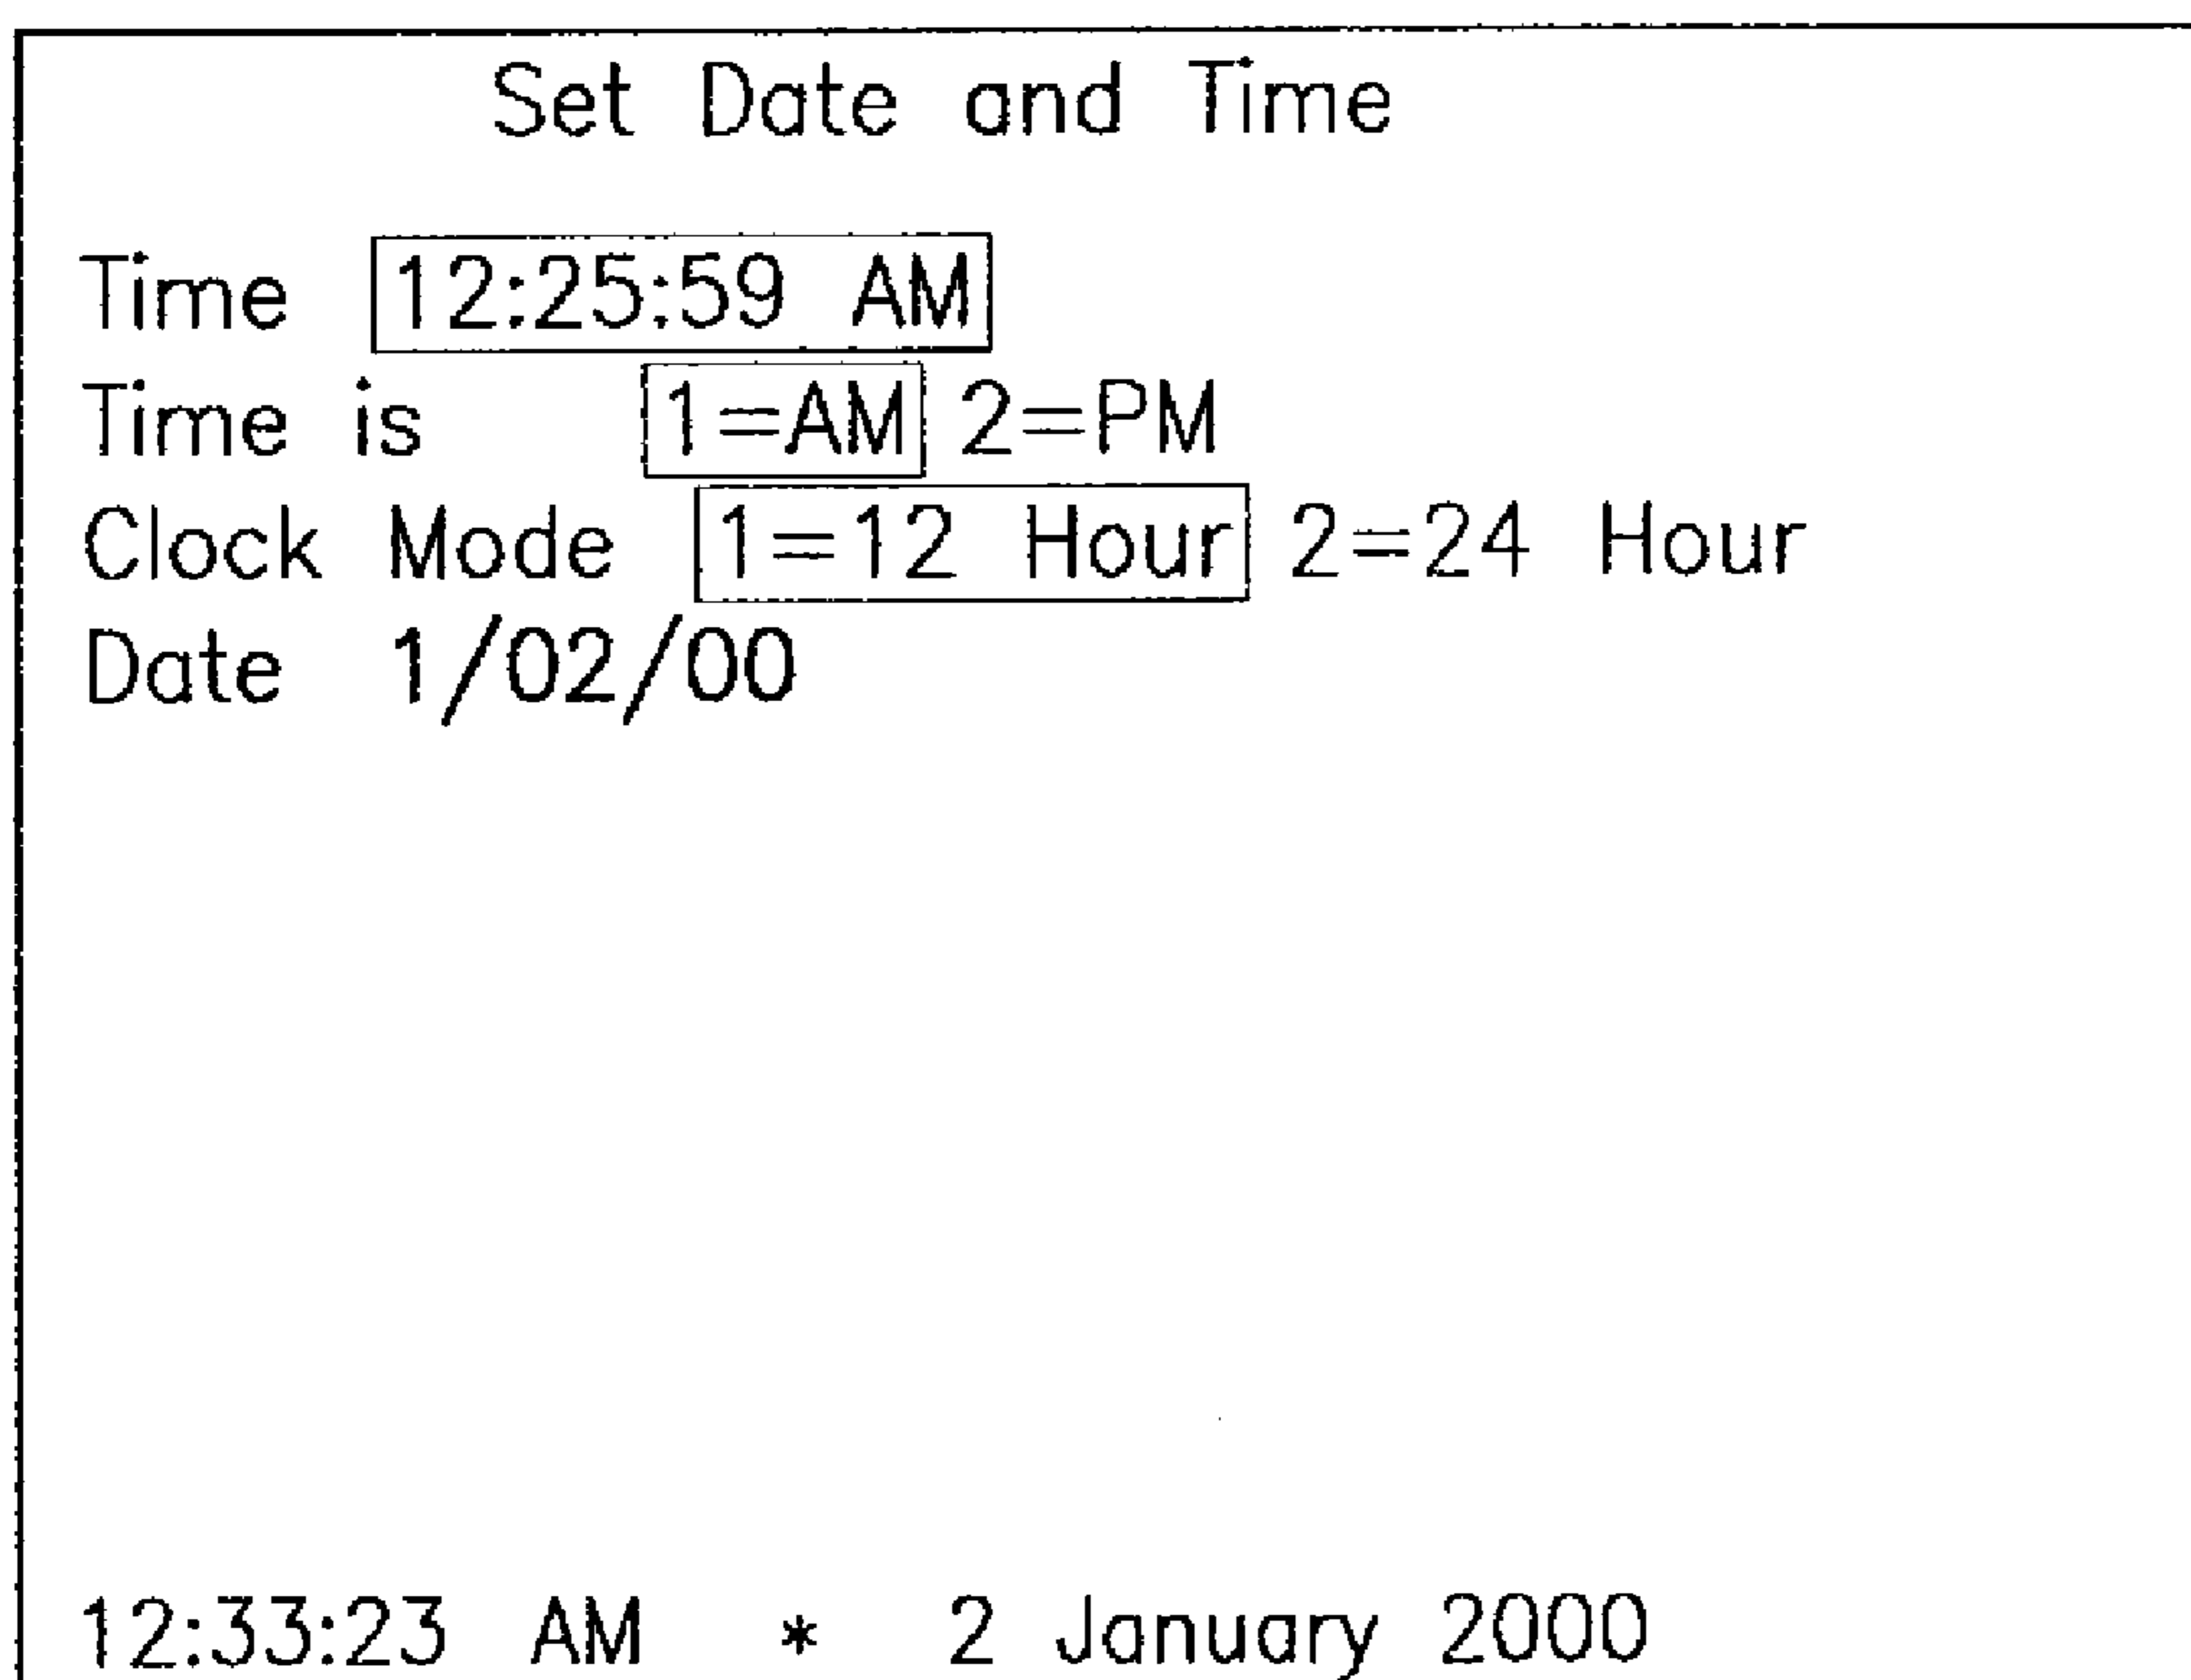 Set Date and Time
Time 12:25:59 AM
Time is 1=AM 2=PM
Clock Mode 1=12 Hour 2=24 Hour
Date 1/02/00
12:33:23 AM * 2 January 2000